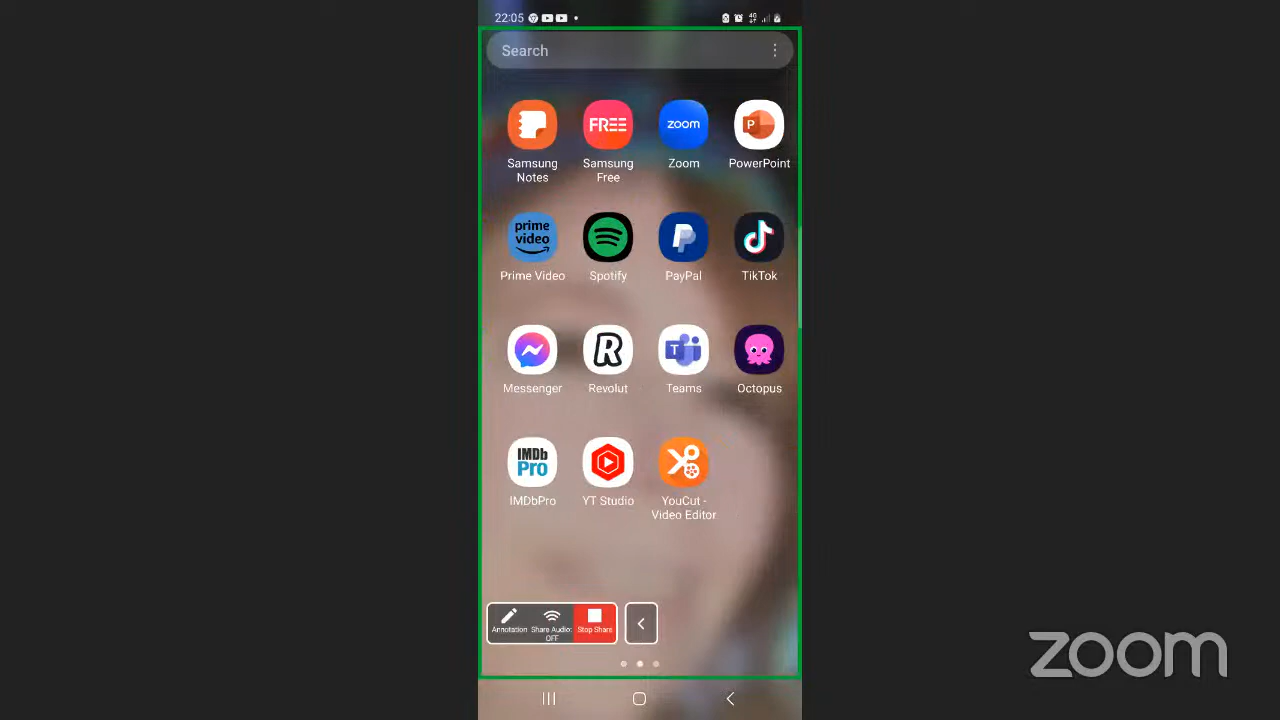 22:05
4G
Search
FREE
zoom
P
Samsung Notes
Samsung Free
Zoom
PowerPoint
prime
video
Prime Video
Spotify
PayPal
TikTok
R
T
Messenger
Revolut
Teams
Octopus
IMDb
Pro
IMDbPro
YT Studio
YouCut -
Video Editor
Annotation
Share Audio:
OFF
Stop Share
zoom